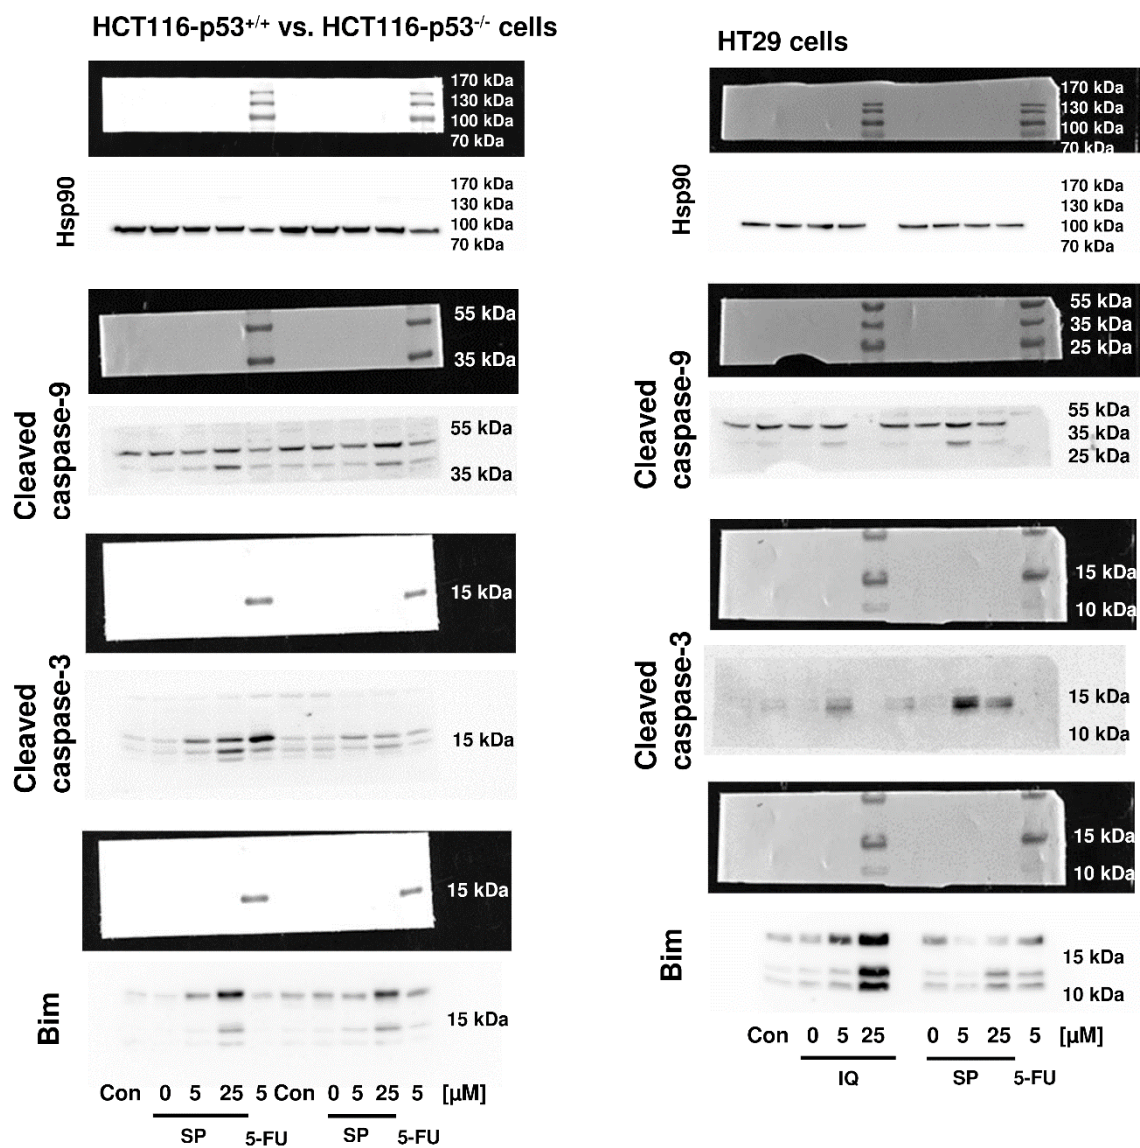 HCT116-p53+/+ vs. HCT116-p53-/- cells
170 kDa
130 kDa
100 kDa
70 kDa
Hsp90
170 kDa
130 kDa
100 kDa
70 kDa
55 kDa
35 kDa
Cleaved
caspase-9
55 kDa
35 kDa
15 kDa
Cleaved
caspase-3
15 kDa
15 kDa
Bim
15 kDa
Con 0 5 25 5 Con 0 5 25 5 [µM]
SP 5-FU SP 5-FU
HT29 cells
170 kDa
130 kDa
100 kDa
70 kDa
Hsp90
170 kDa
130 kDa
100 kDa
70 kDa
55 kDa
35 kDa
25 kDa
Cleaved
caspase-9
55 kDa
35 kDa
25 kDa
15 kDa
10 kDa
Cleaved
caspase-3
15 kDa
10 kDa
15 kDa
10 kDa
Bim
15 kDa
10 kDa
Con 0 5 25 0 5 25 5 [µM]
IQ SP 5-FU